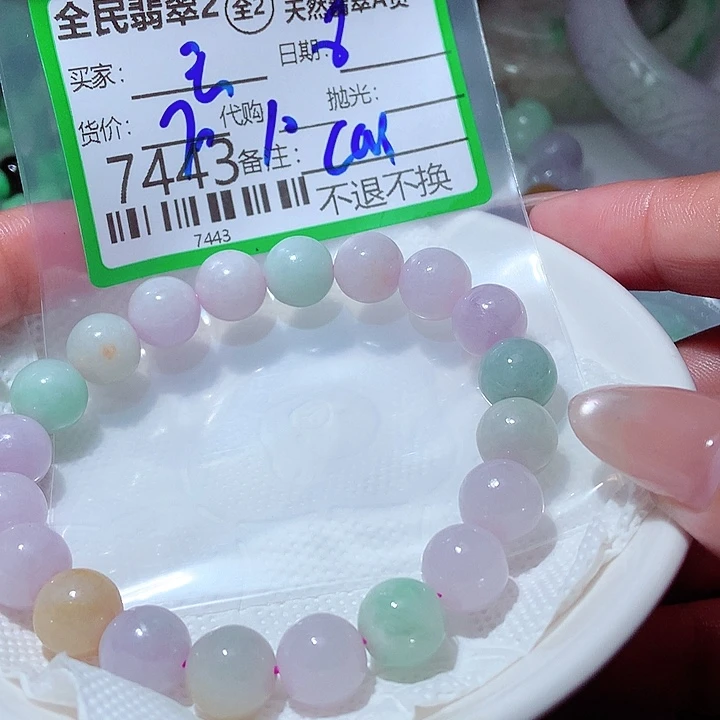 全民翡翠2 全2 天然翡翠A货
买家： 日期：
货价： 代购 抛光：
7443 备注：
不退不换
7443